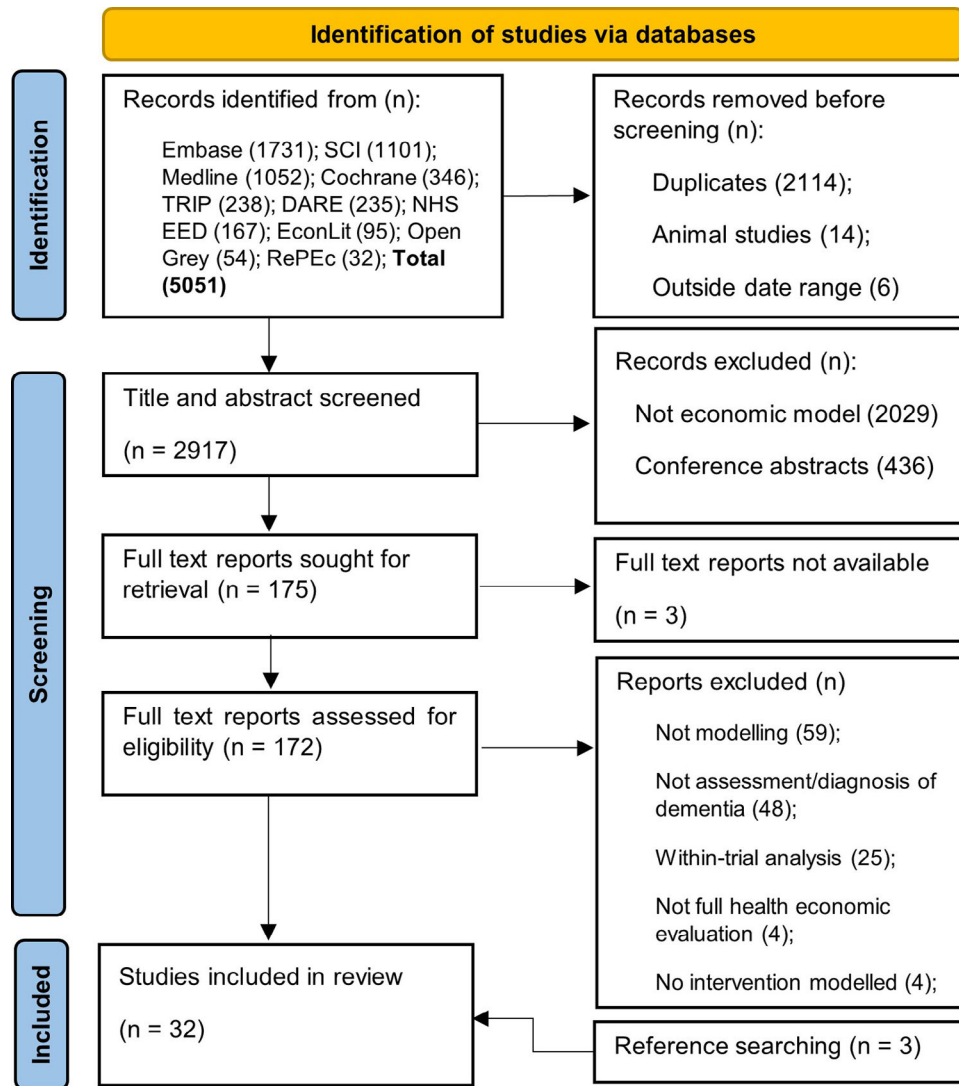 Identification of studies via databases
Identification
Records identified from (n):
Embase (1731); SCI (1101);
Medline (1052); Cochrane (346);
TRIP (238); DARE (235); NHS
EED (167); EconLit (95); Open
Grey (54); RePEc (32); Total
(5051)
Records removed before
screening (n):
Duplicates (2114);
Animal studies (14);
Outside date range (6)
Screening
Title and abstract screened
(n = 2917)
Records excluded (n):
Not economic model (2029)
Conference abstracts (436)
Full text reports sought for
retrieval (n = 175)
Full text reports not available
(n = 3)
Full text reports assessed for
eligibility (n = 172)
Reports excluded (n)
Not modelling (59);
Not assessment/diagnosis of
dementia (48);
Within-trial analysis (25);
Not full health economic
evaluation (4);
No intervention modelled (4);
Included
Studies included in review
(n = 32)
Reference searching (n = 3)